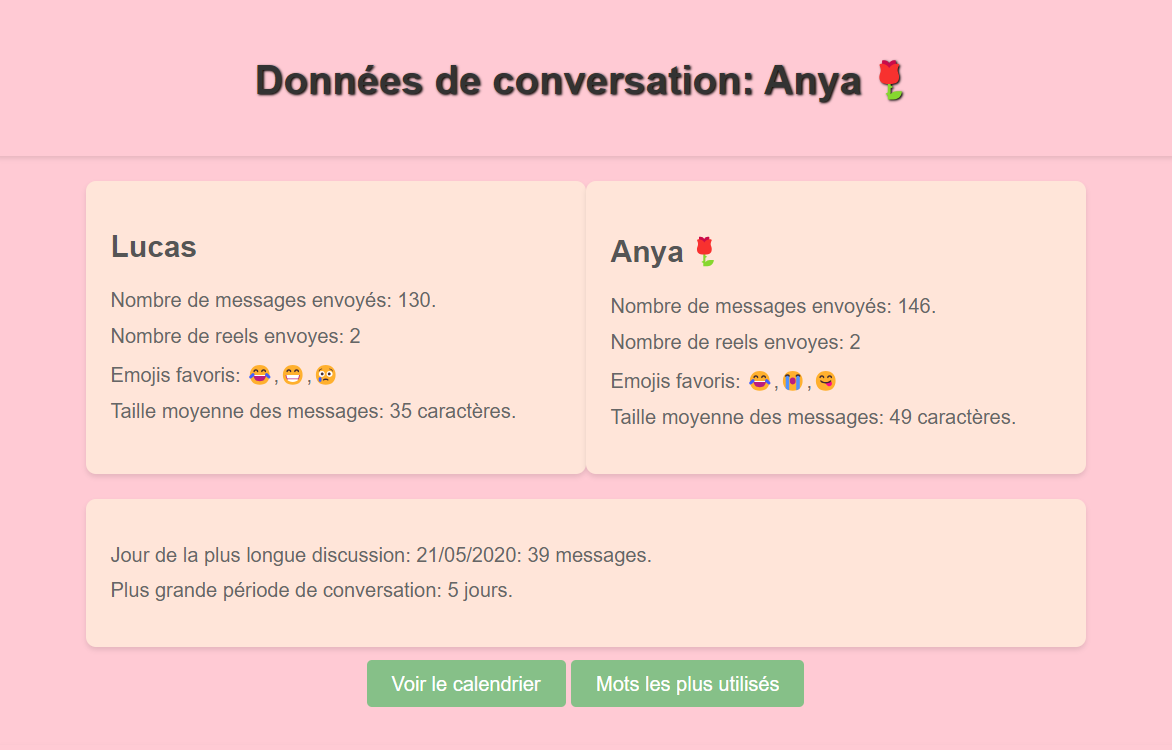 Données de conversation: Anya 🌹
Lucas
Nombre de messages envoyés: 130.
Nombre de reels envoyes: 2
Emojis favoris: 😂,😁,😢
Taille moyenne des messages: 35 caractères.
Anya 🌹
Nombre de messages envoyés: 146.
Nombre de reels envoyes: 2
Emojis favoris: 😂,😭,😋
Taille moyenne des messages: 49 caractères.
Jour de la plus longue discussion: 21/05/2020: 39 messages.
Plus grande période de conversation: 5 jours.
Voir le calendrier
Mots les plus utilisés